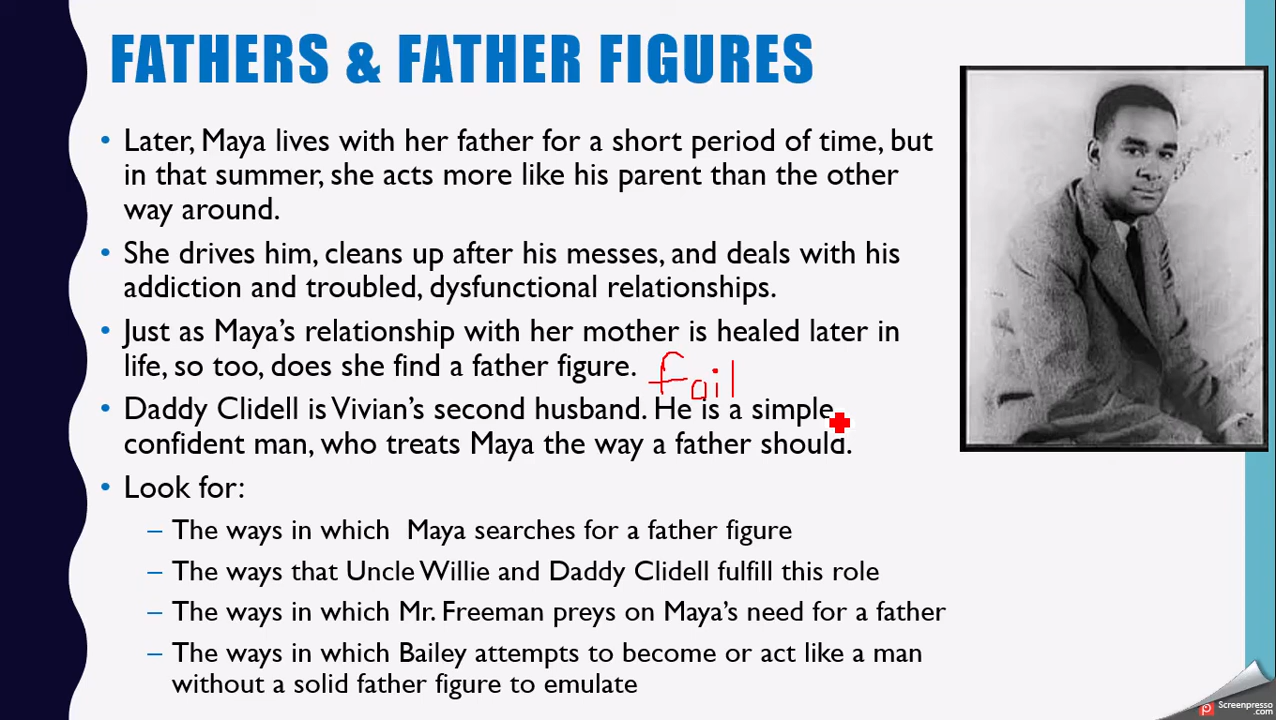 FATHERS & FATHER FIGURES
• Later, Maya lives with her father for a short period of time, but
in that summer, she acts more like his parent than the other
way around.
• She drives him, cleans up after his messes, and deals with his
addiction and troubled, dysfunctional relationships.
• Just as Maya's relationship with her mother is healed later in
life, so too, does she find a father figure.
fail
• Daddy Clidell is Vivian's second husband. He is a simple,
confident man, who treats Maya the way a father should.
• Look for:
– The ways in which Maya searches for a father figure
– The ways that Uncle Willie and Daddy Clidell fulfill this role
– The ways in which Mr. Freeman preys on Maya's need for a father
– The ways in which Bailey attempts to become or act like a man
without a solid father figure to emulate
Screenpresso.com